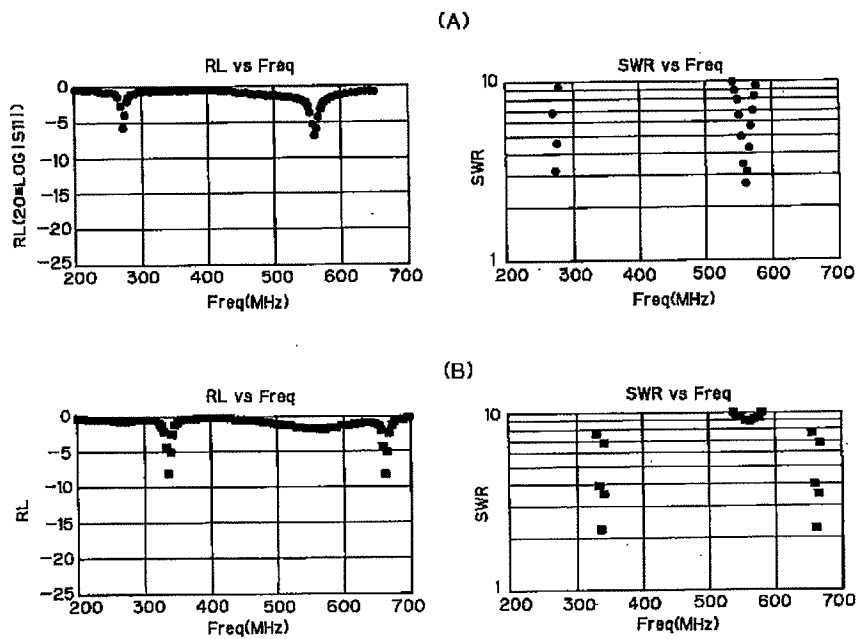 (A)
RL vs Freq
RL(20*LOG|S11|)
0
-5
-10
-15
-20
-25
200 300 400 500 600 700
Freq(MHz)
SWR vs Freq
SWR
10
1
200 300 400 500 600 700
Freq(MHz)
(B)
RL vs Freq
RL
0
-5
-10
-15
-20
-25
200 300 400 500 600 700
Freq(MHz)
SWR vs Freq
SWR
10
1
200 300 400 500 600 700
Freq(MHz)